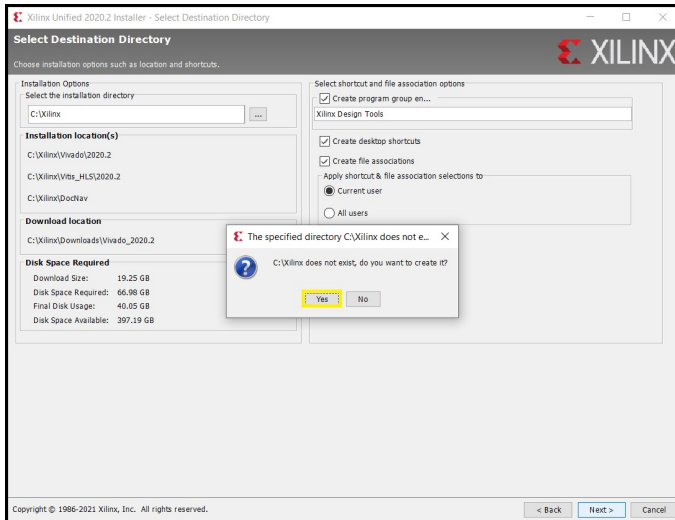 Xilinx Unified 2020.2 Installer - Select Destination Directory
Select Destination Directory
Choose installation options such as location and shortcuts.
XILINX
Installation Options
Select the installation directory
C:\Xilinx
...
Installation location(s)
C:\Xilinx\Vivado\2020.2
C:\Xilinx\Vitis_HLS\2020.2
C:\Xilinx\DocNav
Download location
C:\Xilinx\Downloads\Vivado_2020.2
Disk Space Required
Download Size: 19.25 GB
Disk Space Required: 66.98 GB
Final Disk Usage: 40.05 GB
Disk Space Available: 397.19 GB
Select shortcut and file association options
Create program group en...
Xilinx Design Tools
Create desktop shortcuts
Create file associations
Apply shortcut & file association selections to
Current user
All users
The specified directory C:\Xilinx does not e...
C:\Xilinx does not exist, do you want to create it?
Yes No
Copyright © 1986-2021 Xilinx, Inc. All rights reserved.
< Back Next > Cancel